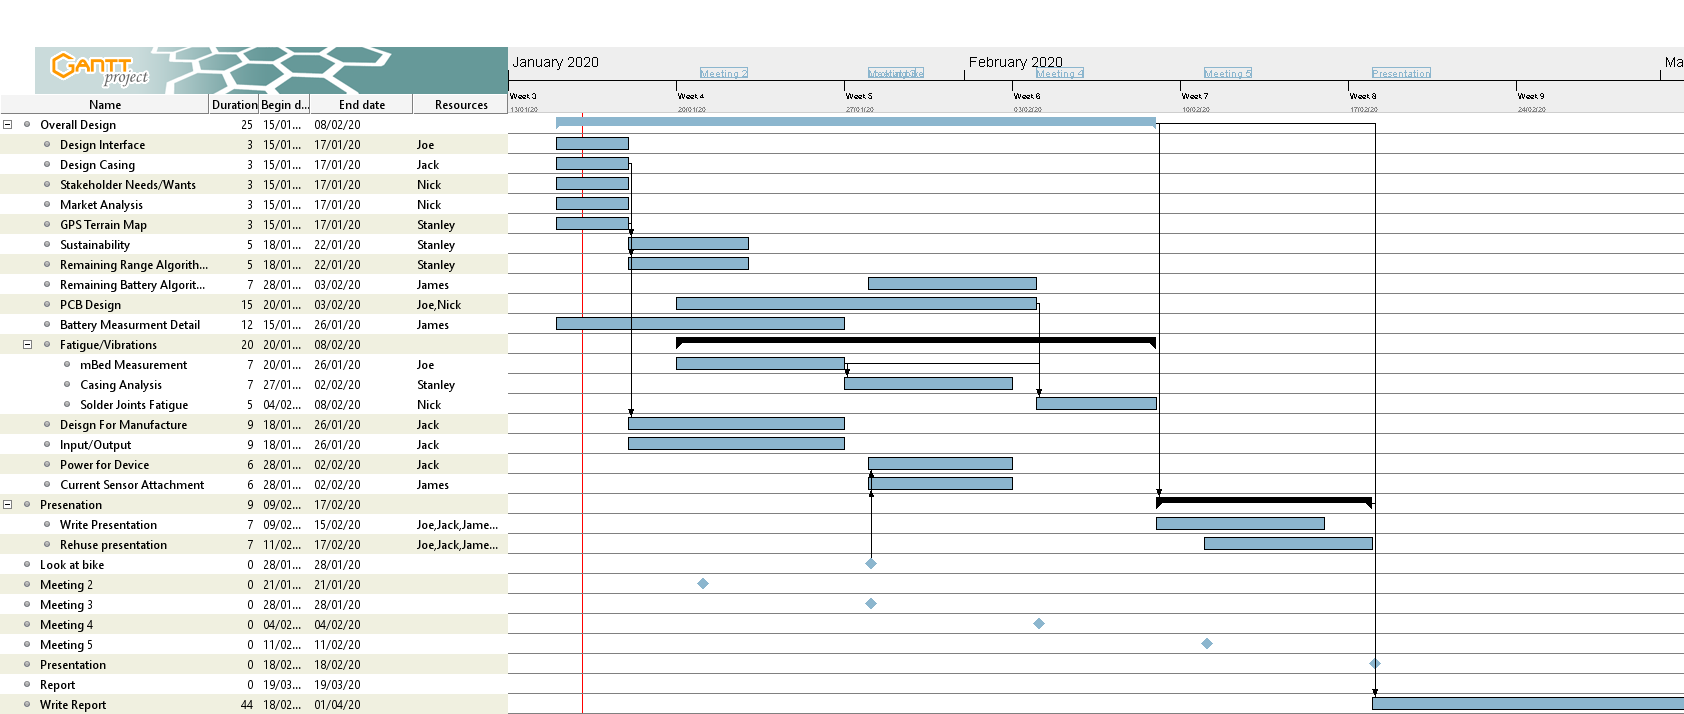 GANTT
project
January 2020
February 2020
Ma
Meeting 2
Meeting 4
Meeting 5
Presentation
Name Duration Begin d... End date Resources
Week 3 Week 4 Week 5 Week 6 Week 7 Week 8 Week 9
13/01/20 20/01/20 27/01/20 03/02/20 10/02/20 17/02/20 24/02/20
Overall Design 25 15/01... 08/02/20
Design Interface 3 15/01... 17/01/20 Joe
Design Casing 3 15/01... 17/01/20 Jack
Stakeholder Needs/Wants 3 15/01... 17/01/20 Nick
Market Analysis 3 15/01... 17/01/20 Nick
GPS Terrain Map 3 15/01... 17/01/20 Stanley
Sustainability 5 18/01... 22/01/20 Stanley
Remaining Range Algorith... 5 18/01... 22/01/20 Stanley
Remaining Battery Algorit... 7 28/01... 03/02/20 James
PCB Design 15 20/01... 03/02/20 Joe,Nick
Battery Measurment Detail 12 15/01... 26/01/20 James
Fatigue/Vibrations 20 20/01... 08/02/20
mBed Measurement 7 20/01... 26/01/20 Joe
Casing Analysis 7 27/01... 02/02/20 Stanley
Solder Joints Fatigue 5 04/02... 08/02/20 Nick
Deisgn For Manufacture 9 18/01... 26/01/20 Jack
Input/Output 9 18/01... 26/01/20 Jack
Power for Device 6 28/01... 02/02/20 Jack
Current Sensor Attachment 6 28/01... 02/02/20 James
Presenation 9 09/02... 17/02/20
Write Presentation 7 09/02... 15/02/20 Joe,Jack,Jame...
Rehuse presentation 7 11/02... 17/02/20 Joe,Jack,Jame...
Look at bike 0 28/01... 28/01/20
Meeting 2 0 21/01... 21/01/20
Meeting 3 0 28/01... 28/01/20
Meeting 4 0 04/02... 04/02/20
Meeting 5 0 11/02... 11/02/20
Presentation 0 18/02... 18/02/20
Report 0 19/03... 19/03/20
Write Report 44 18/02... 01/04/20